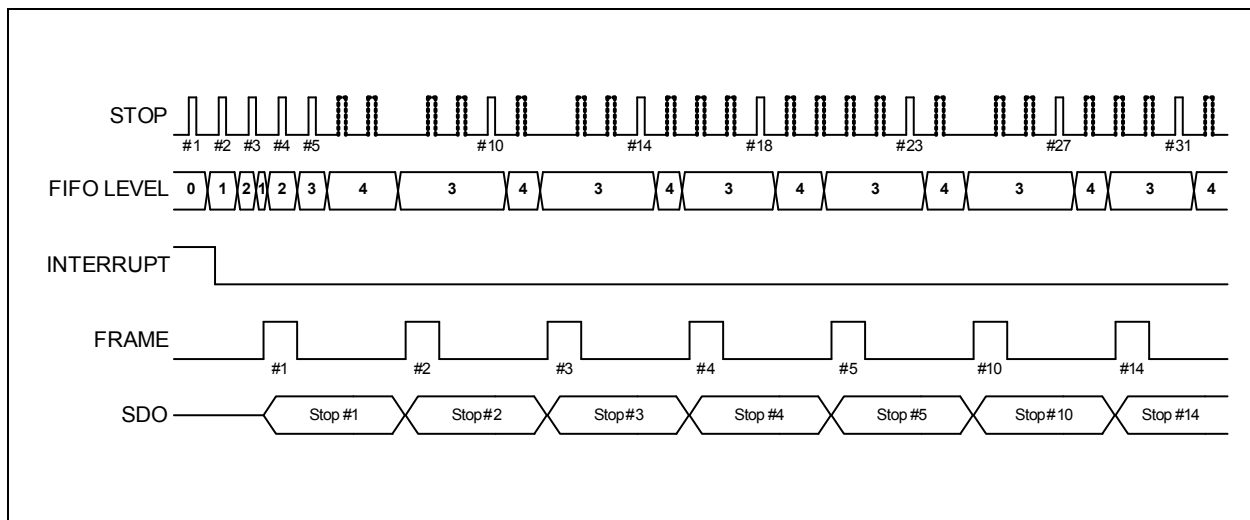 STOP
#1 #2 #3 #4 #5 #10 #14 #18 #23 #27 #31
FIFO LEVEL 0 1 2 1 2 3 4 3 4 3 4 3 4 3 4 3 4 3 4
INTERRUPT
FRAME
#1 #2 #3 #4 #5 #10 #14
SDO Stop #1 Stop #2 Stop #3 Stop #4 Stop #5 Stop #10 Stop #14